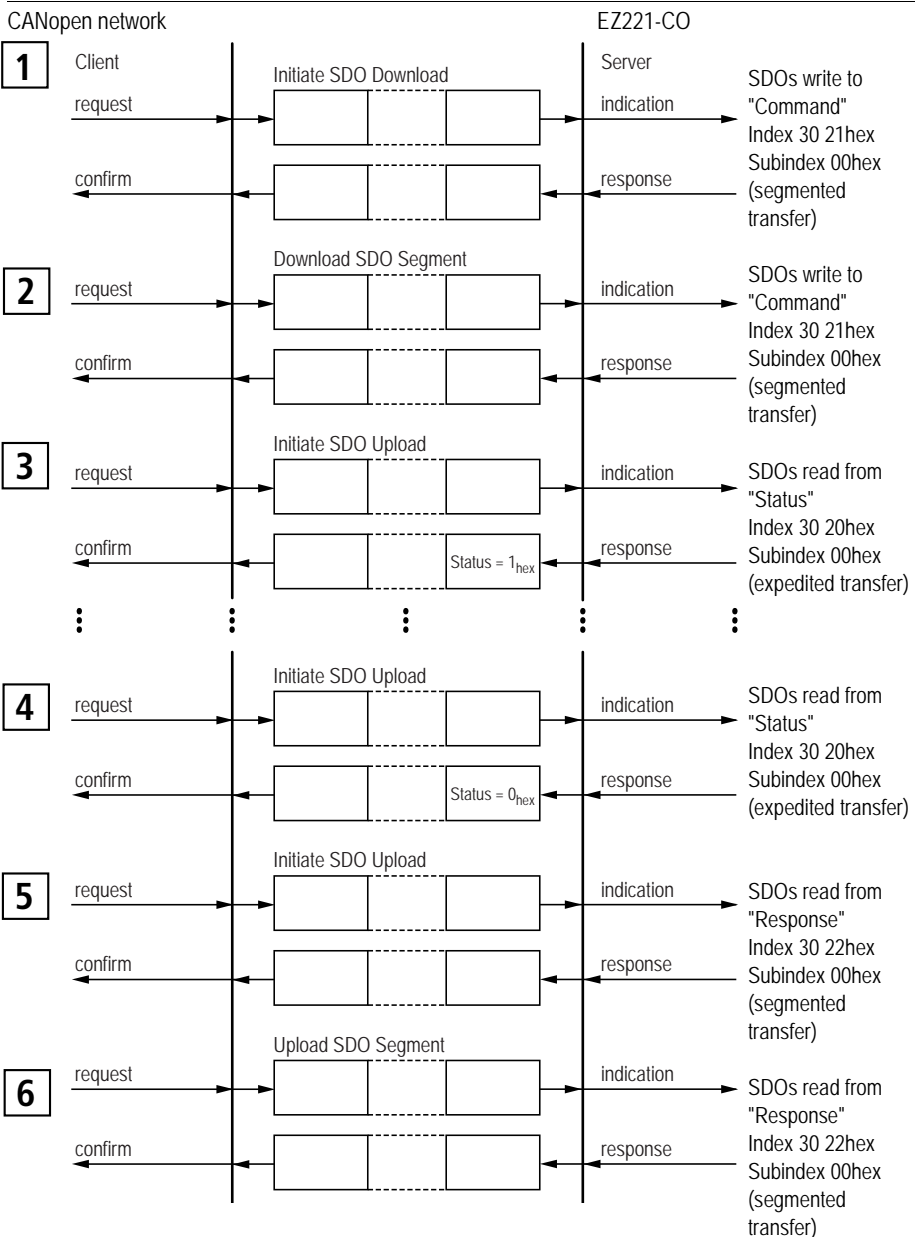 CANopen network
EZ221-CO
1
Client
Initiate SDO Download
Server
request
indication
SDOs write to
"Command"
Index 30 21hex
Subindex 00hex
(segmented
transfer)
confirm
response
2
Download SDO Segment
request
indication
SDOs write to
"Command"
Index 30 21hex
Subindex 00hex
(segmented
transfer)
confirm
response
3
Initiate SDO Upload
request
indication
SDOs read from
"Status"
Index 30 20hex
Subindex 00hex
(expedited transfer)
confirm
Status = 1hex
response
4
Initiate SDO Upload
request
indication
SDOs read from
"Status"
Index 30 20hex
Subindex 00hex
(expedited transfer)
confirm
Status = 0hex
response
5
Initiate SDO Upload
request
indication
SDOs read from
"Response"
Index 30 22hex
Subindex 00hex
(segmented
transfer)
confirm
response
6
Upload SDO Segment
request
indication
SDOs read from
"Response"
Index 30 22hex
Subindex 00hex
(segmented
transfer)
confirm
response